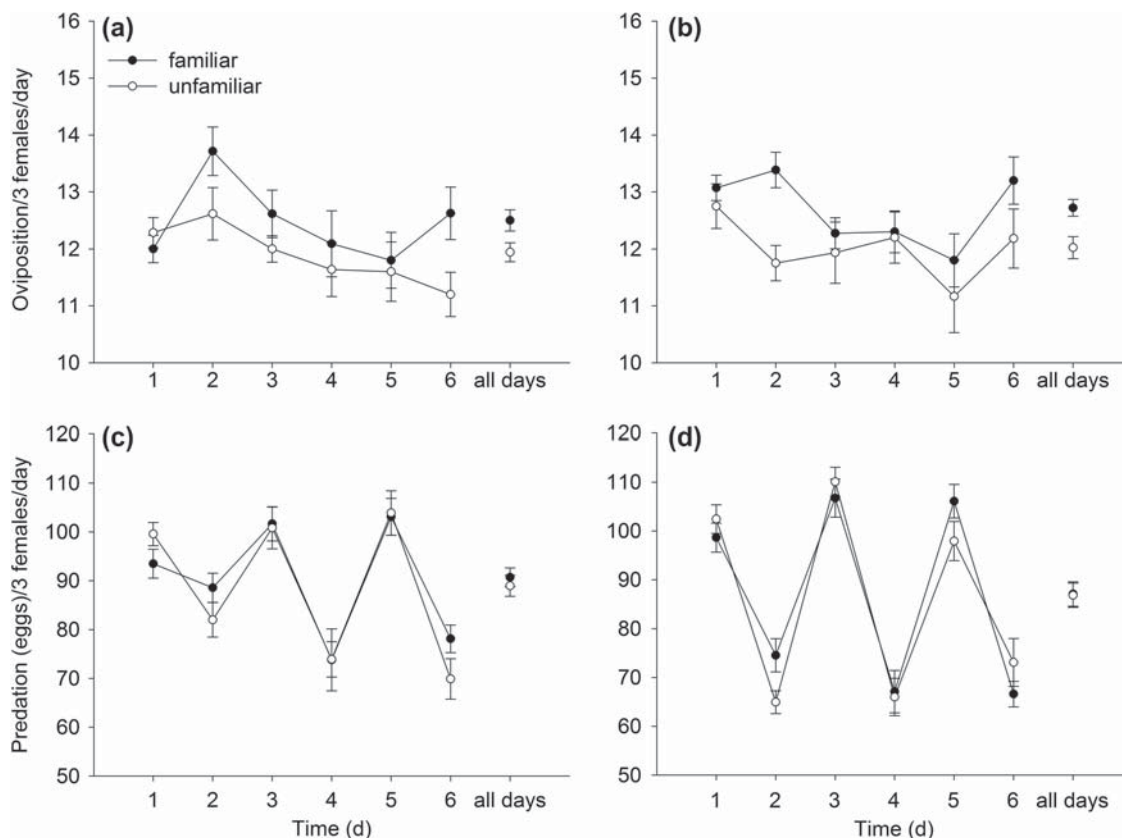 (a)
familiar
unfamiliar
Oviposition/3 females/day
16
15
14
13
12
11
10
1 2 3 4 5 6 all days
(b)
16
15
14
13
12
11
10
1 2 3 4 5 6 all days
(c)
Predation (eggs)/3 females/day
120
110
100
90
80
70
60
50
1 2 3 4 5 6 all days
Time (d)
(d)
120
110
100
90
80
70
60
50
1 2 3 4 5 6 all days
Time (d)